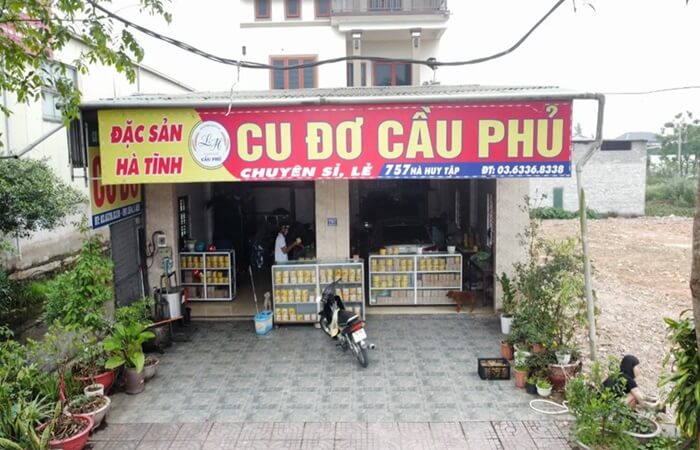 ĐẶC SẢN
HÀ TĨNH
CẦU PHỦ
CU ĐƠ CẦU PHỦ
CHUYÊN SỈ, LẺ
757 HÀ HUY TẬP
ĐT: 03.6336.8338
CU ĐƠ